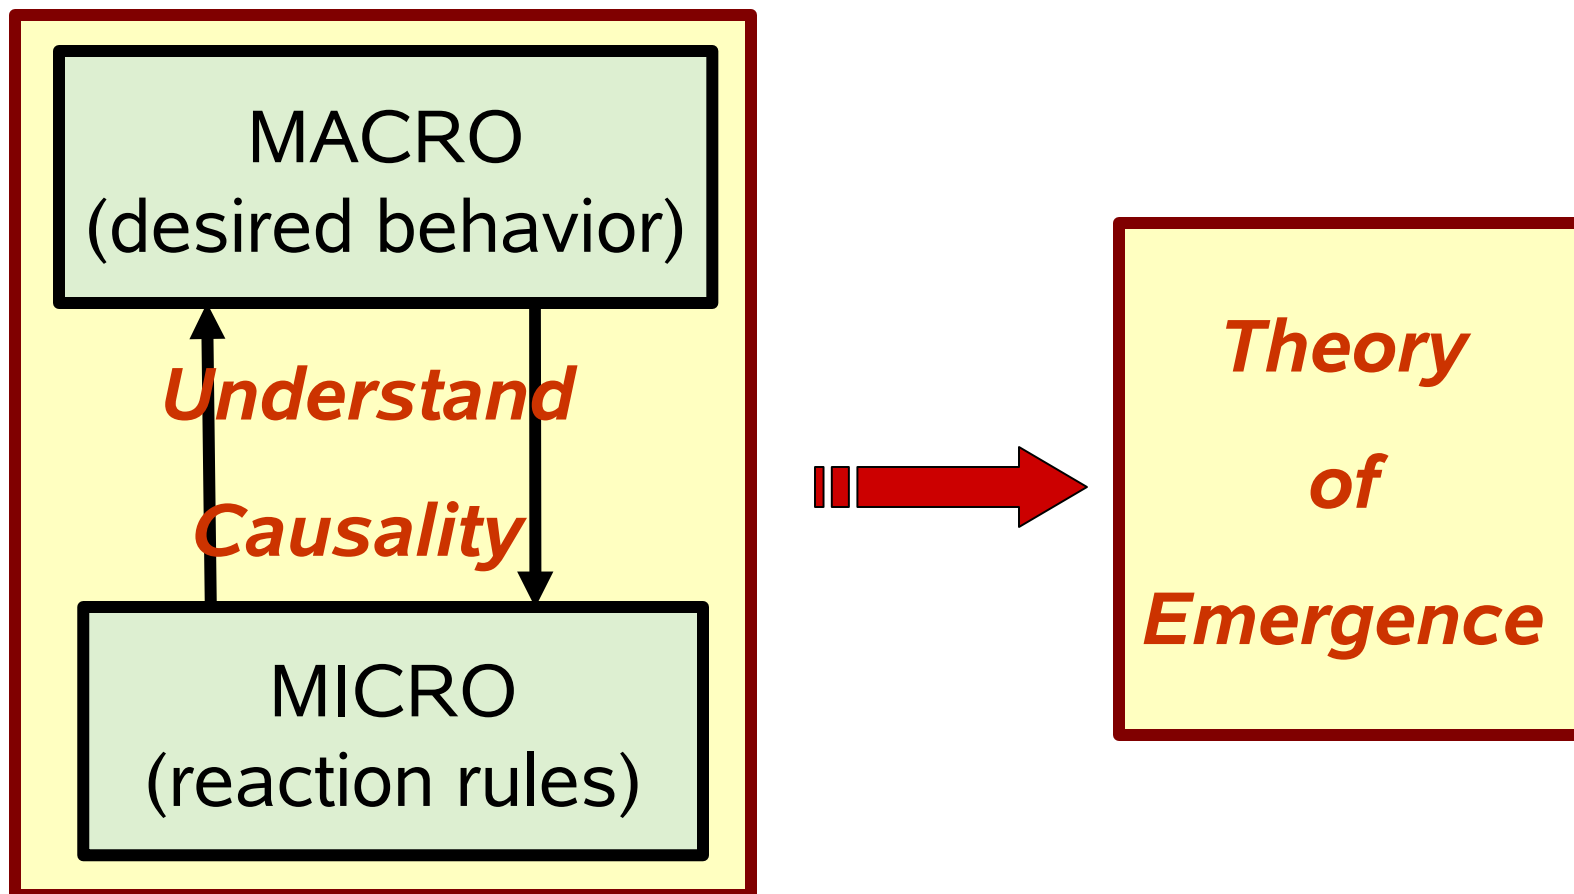 MACRO
(desired behavior)
Understand
Causality
MICRO
(reaction rules)
Theory
of
Emergence